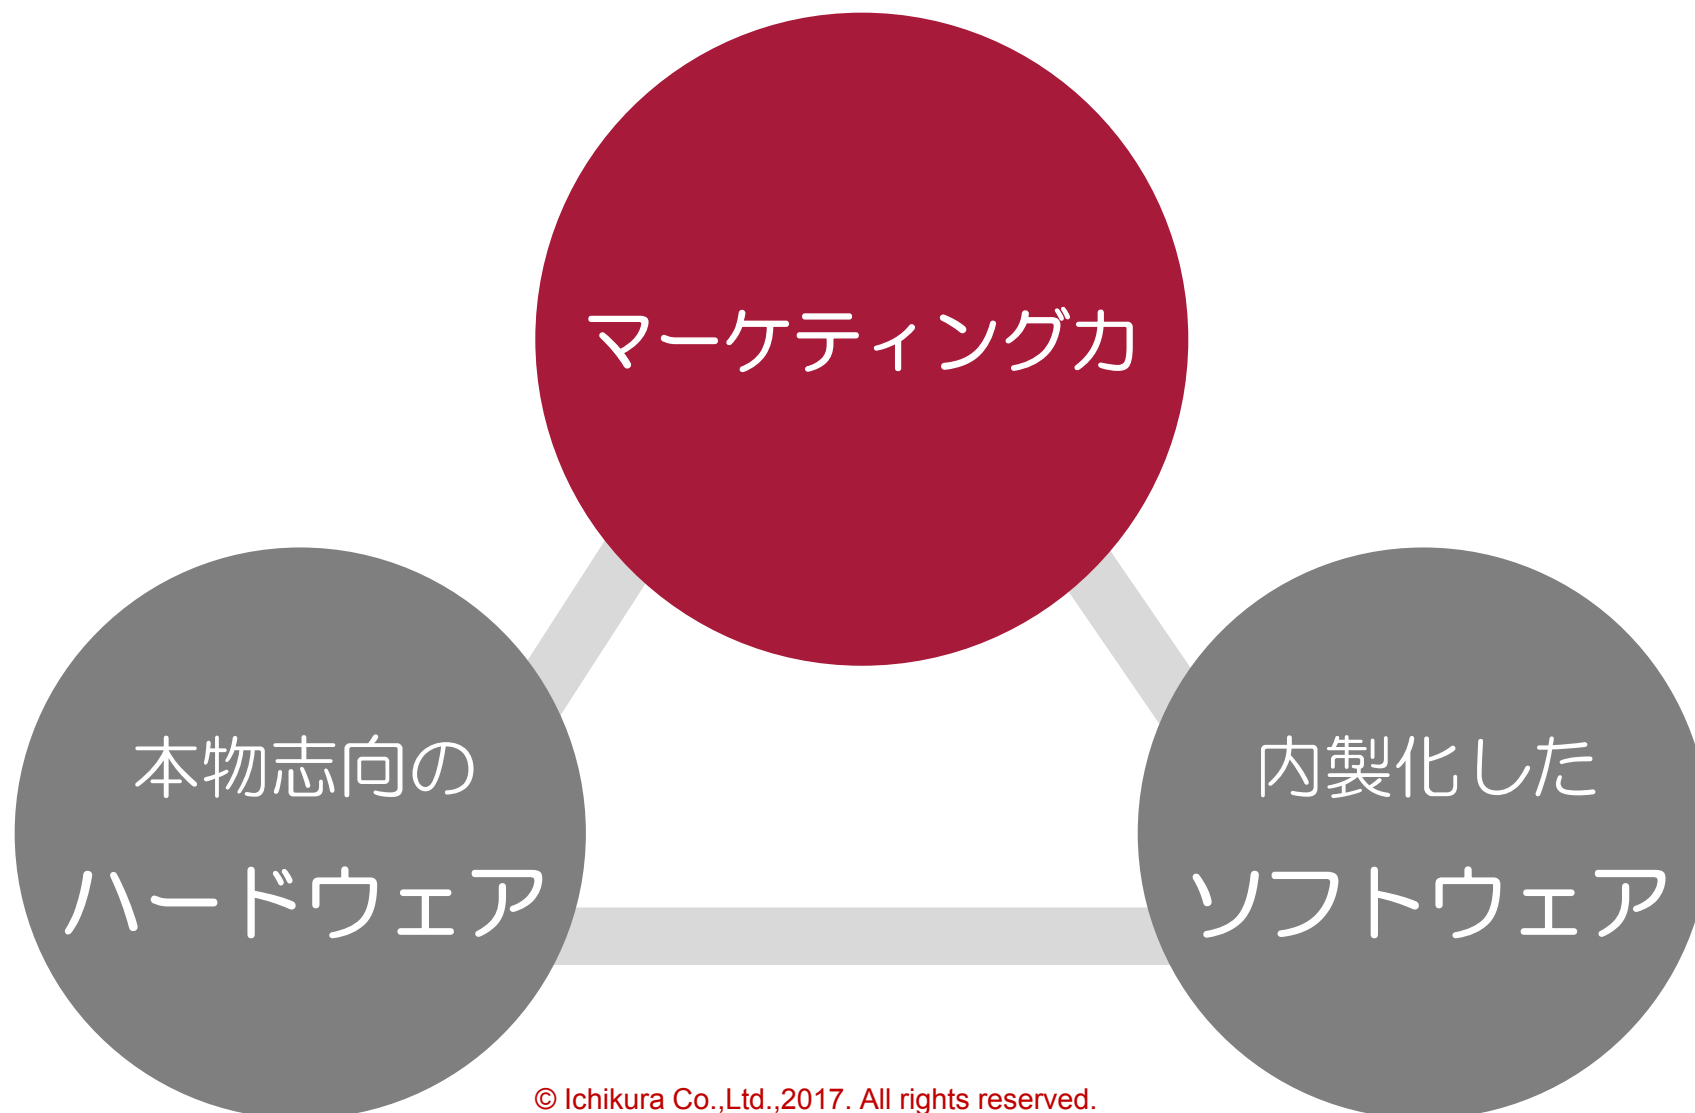 マーケティング力
本物志向の
ハードウェア
内製化した
ソフトウェア
© Ichikura Co.,Ltd.,2017. All rights reserved.